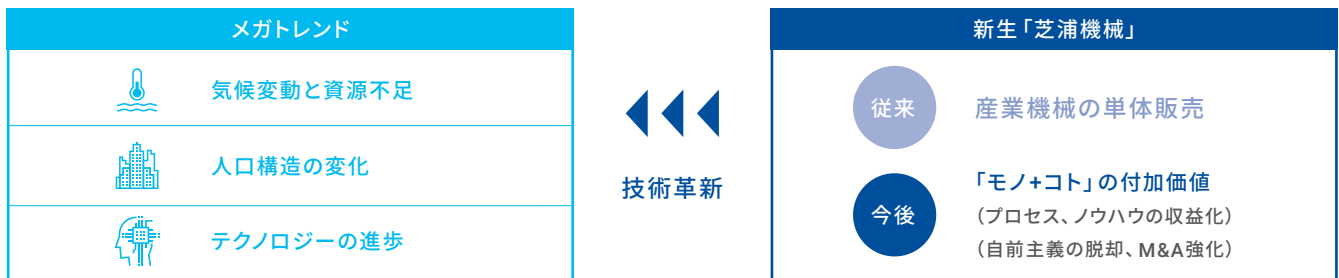 メガトレンド
気候変動と資源不足
人口構造の変化
テクノロジーの進歩
技術革新
新生「芝浦機械」
従来
産業機械の単体販売
今後
「モノ+コト」の付加価値
（プロセス、ノウハウの収益化）
（自前主義の脱却、M&A強化）